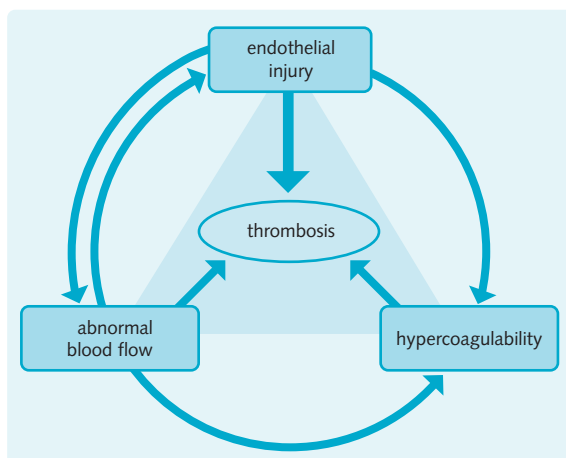 endothelial
injury
thrombosis
abnormal
blood flow
hypercoagulability